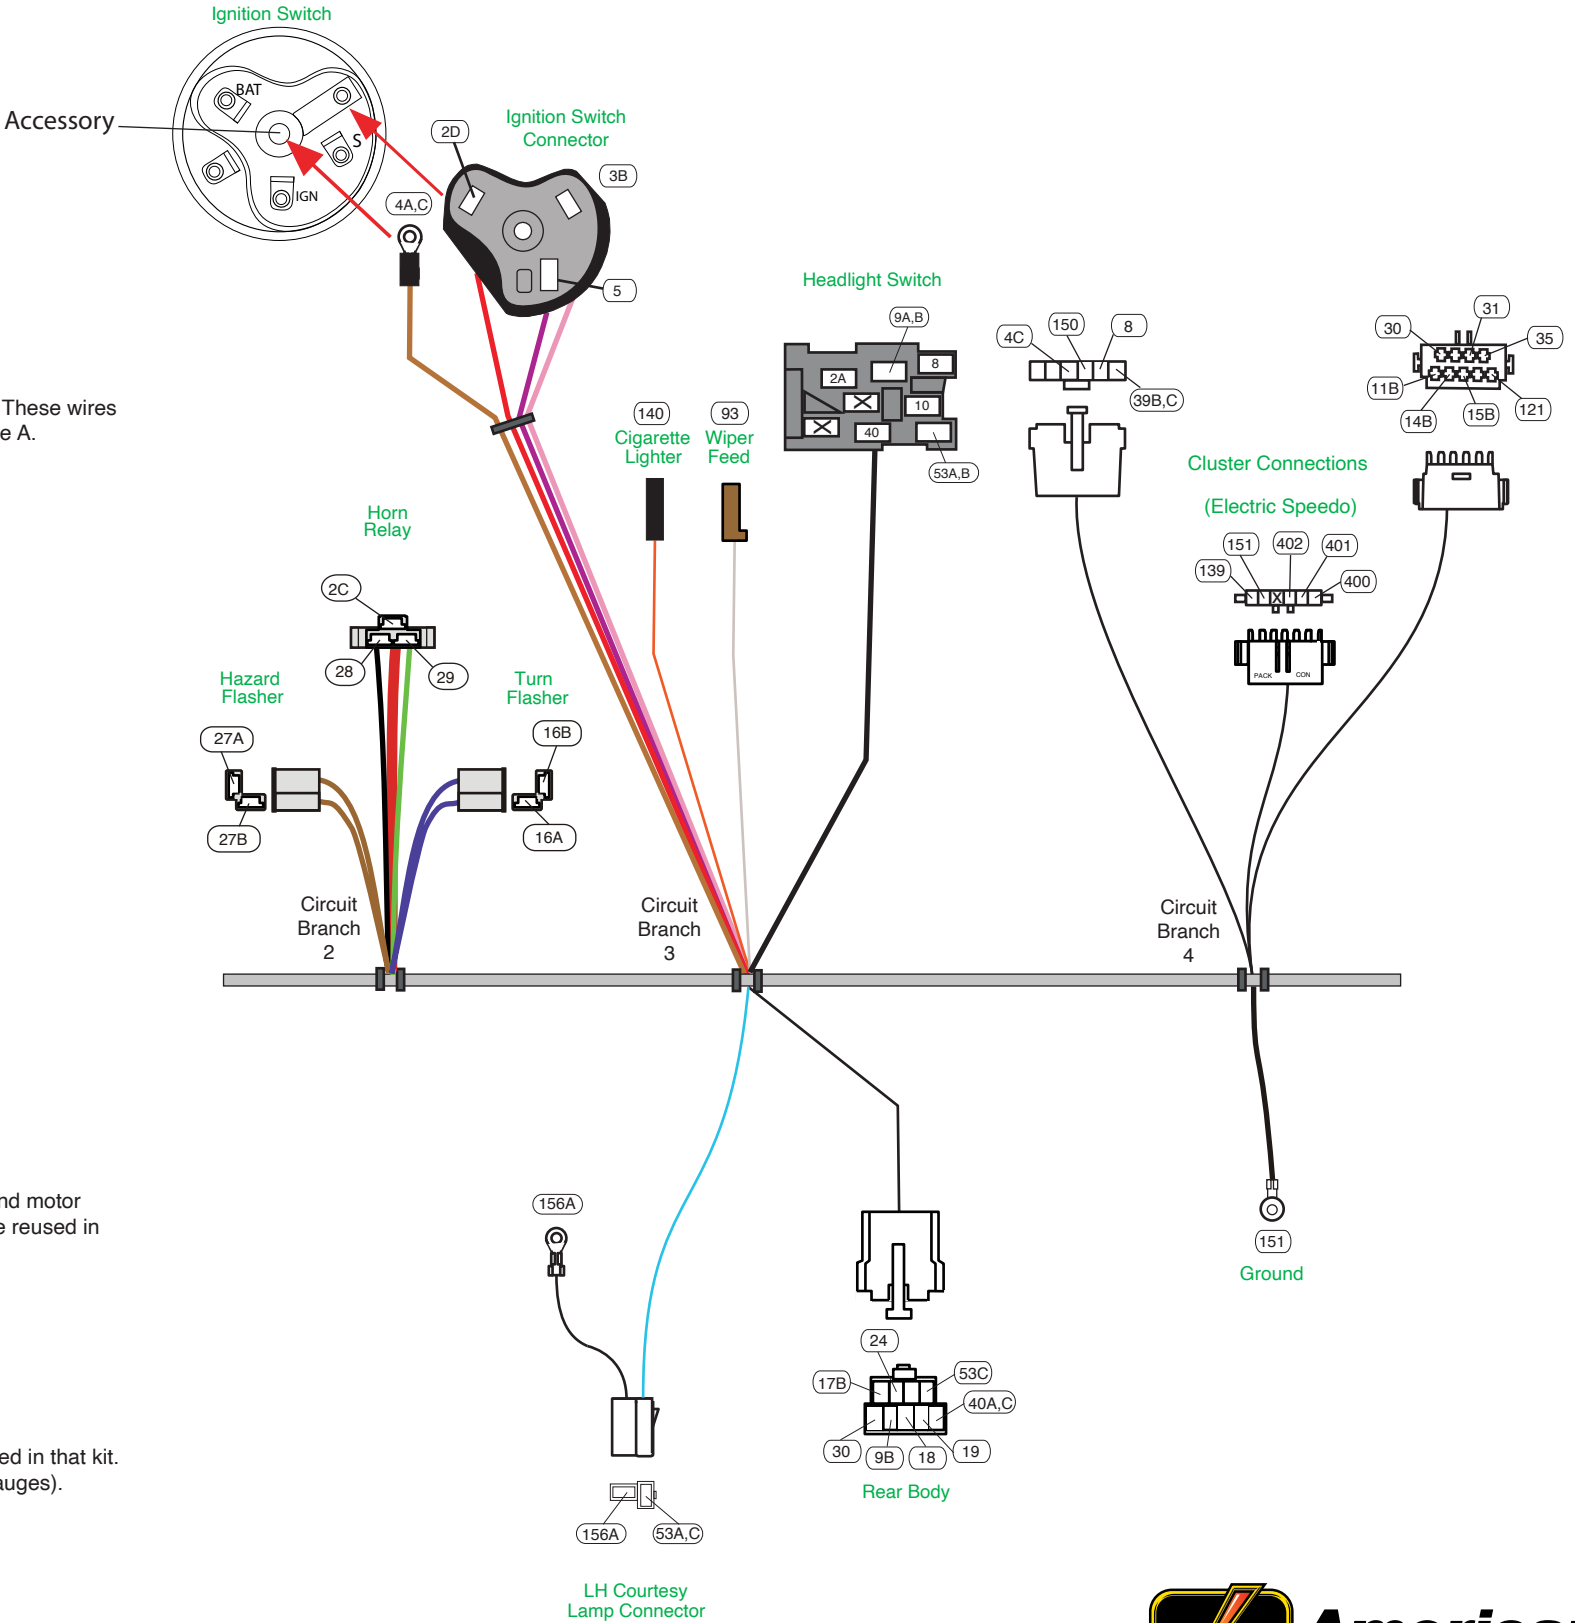 Ignition Switch
BAT
Accessory
S
IGN
4A,C
2D
Ignition Switch
Connector
3B
5
Headlight Switch
9A,B
8
2A
10
40
53A,B
4C
150
8
39B,C
31
30
35
11B
14B
15B
121
These wires
e A.
140
Cigarette
Lighter
93
Wiper
Feed
Cluster Connections
(Electric Speedo)
151
402
401
139
400
X
PACK
CON
Horn
Relay
2C
28
29
Hazard
Flasher
27A
27B
Turn
Flasher
16B
16A
Circuit
Branch
2
Circuit
Branch
3
Circuit
Branch
4
nd motor
e reused in
156A
151
Ground
24
17B
53C
40A,C
30
9B
18
19
Rear Body
ed in that kit.
auges).
156A
53A,C
LH Courtesy
Lamp Connector